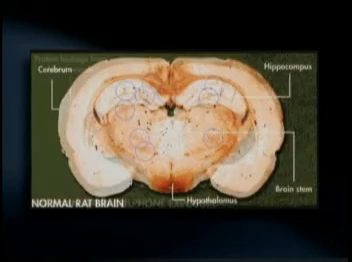 Cerebrum
Hippocampus
Brain stem
NORMAL RAT BRAIN
Hypothalamus